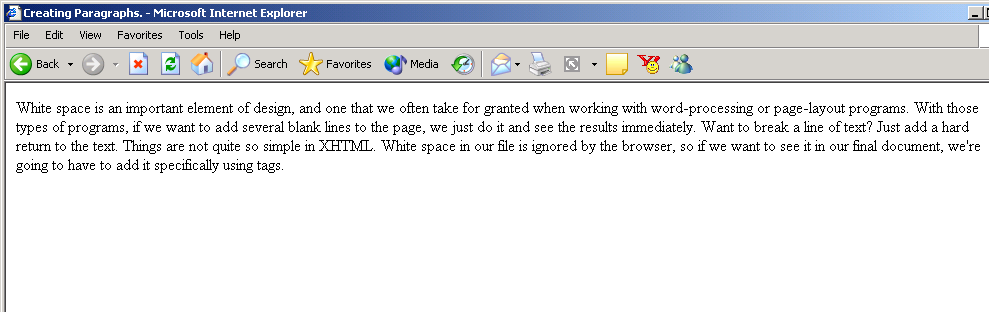 Creating Paragraphs. - Microsoft Internet Explorer
File Edit View Favorites Tools Help
Back Search Favorites Media
White space is an important element of design, and one that we often take for granted when working with word-processing or page-layout programs. With those
types of programs, if we want to add several blank lines to the page, we just do it and see the results immediately. Want to break a line of text? Just add a hard
return to the text. Things are not quite so simple in XHTML. White space in our file is ignored by the browser, so if we want to see it in our final document, we're
going to have to add it specifically using tags.